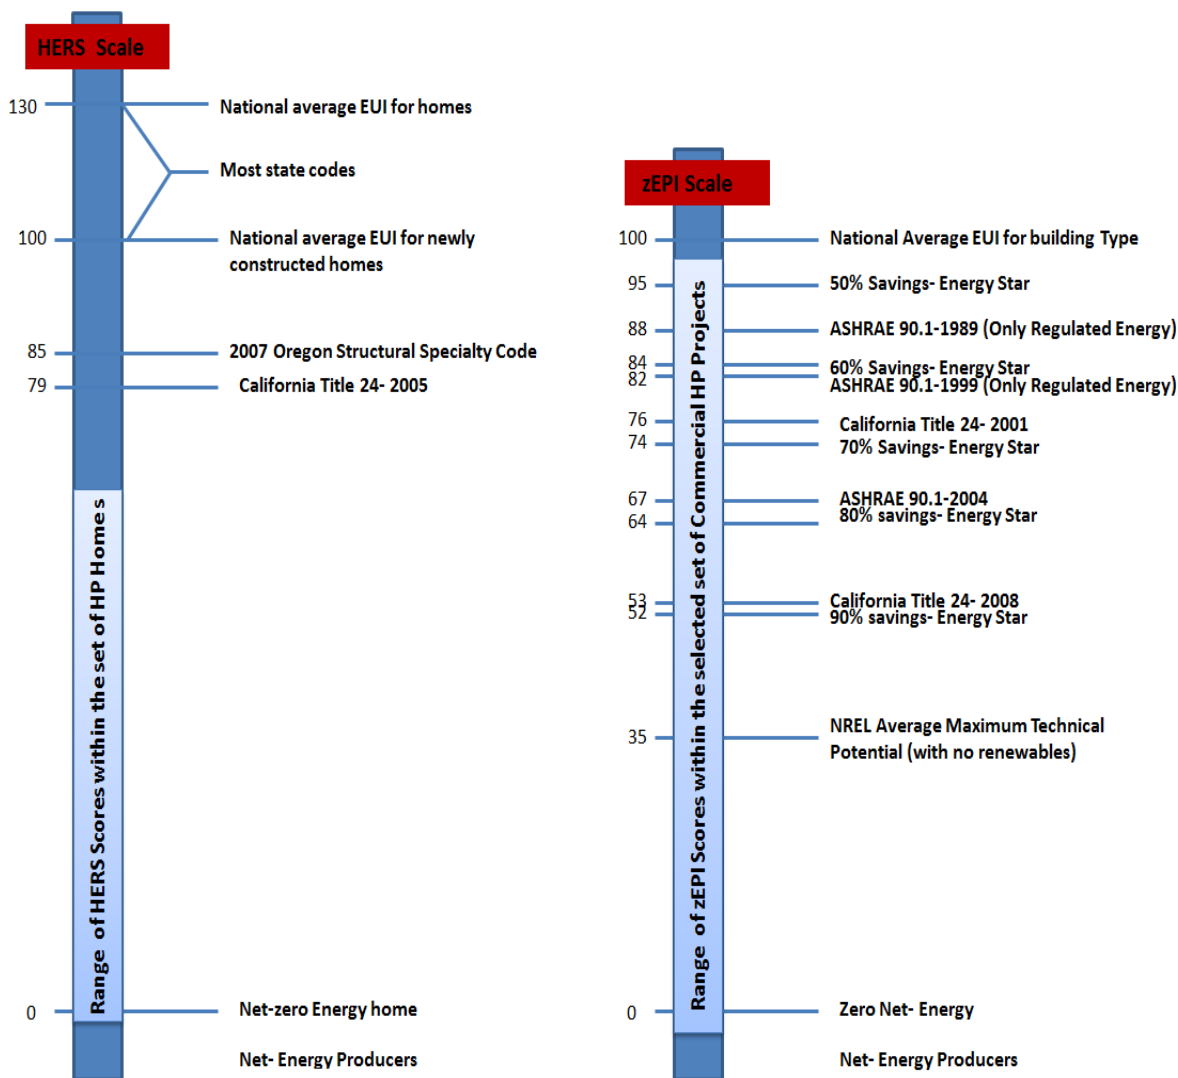 HERS Scale
130
National average EUI for homes
Most state codes
100
National average EUI for newly
constructed homes
85
2007 Oregon Structural Specialty Code
79
California Title 24- 2005
Range of HERS Scores within the set of HP Homes
0
Net-zero Energy home
Net- Energy Producers
zEPI Scale
100
National Average EUI for building Type
95
50% Savings- Energy Star
88
ASHRAE 90.1-1989 (Only Regulated Energy)
84
60% Savings- Energy Star
82
ASHRAE 90.1-1999 (Only Regulated Energy)
76
California Title 24- 2001
74
70% Savings- Energy Star
67
ASHRAE 90.1-2004
64
80% savings- Energy Star
53
California Title 24- 2008
52
90% savings- Energy Star
35
NREL Average Maximum Technical
Potential (with no renewables)
Range of zEPI Scores within the selected set of Commercial HP Projects
0
Zero Net- Energy
Net- Energy Producers